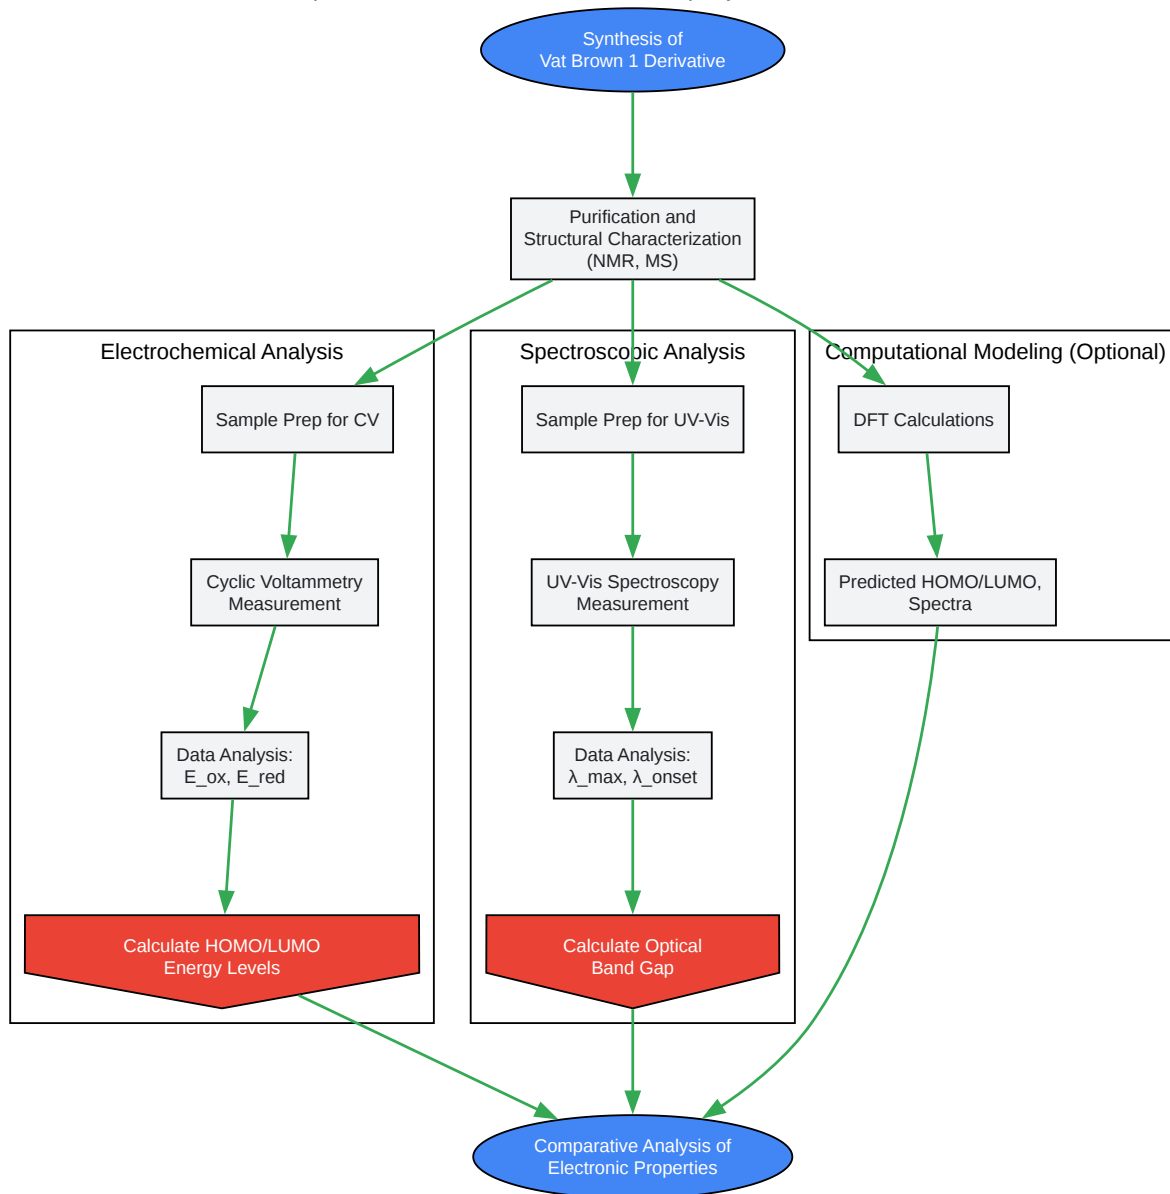 Synthesis of
Vat Brown 1 Derivative
Purification and
Structural Characterization
(NMR, MS)
Electrochemical Analysis
Spectroscopic Analysis
Computational Modeling (Optional)
Sample Prep for CV
Sample Prep for UV-Vis
DFT Calculations
Cyclic Voltammetry
Measurement
UV-Vis Spectroscopy
Measurement
Predicted HOMO/LUMO,
Spectra
Data Analysis:
E_ox, E_red
Data Analysis:
λ_max, λ_onset
Calculate HOMO/LUMO
Energy Levels
Calculate Optical
Band Gap
Comparative Analysis of
Electronic Properties